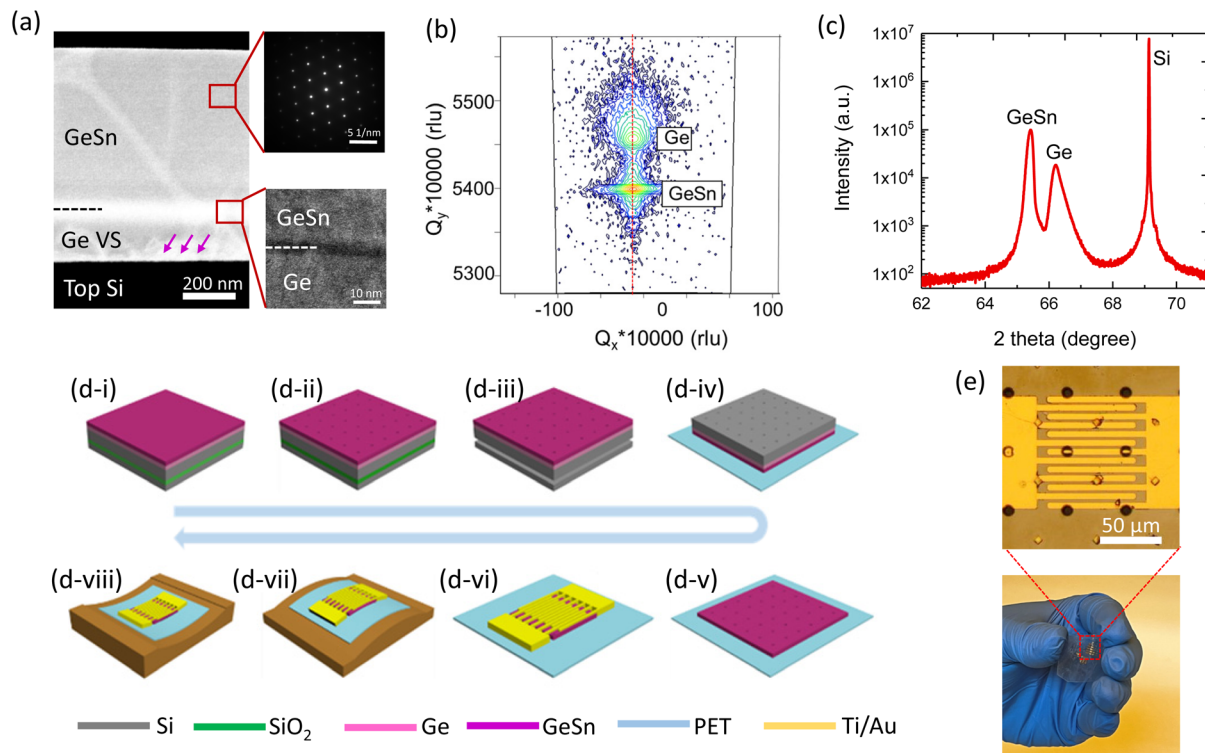 (a)
GeSn
Ge VS
Top Si
200 nm
5 1/nm
GeSn
Ge
10 nm
(b)
Q_y*10000 (rlu)
5500
5400
5300
Ge
GeSn
-100
0
100
Q_x*10000 (rlu)
(c)
Intensity (a.u.)
1x10^7
1x10^6
1x10^5
1x10^4
1x10^3
1x10^2
GeSn
Ge
Si
62
64
66
68
70
2 theta (degree)
(d-i)
(d-ii)
(d-iii)
(d-iv)
(d-viii)
(d-vii)
(d-vi)
(d-v)
Si
SiO₂
Ge
GeSn
PET
Ti/Au
(e)
50 µm